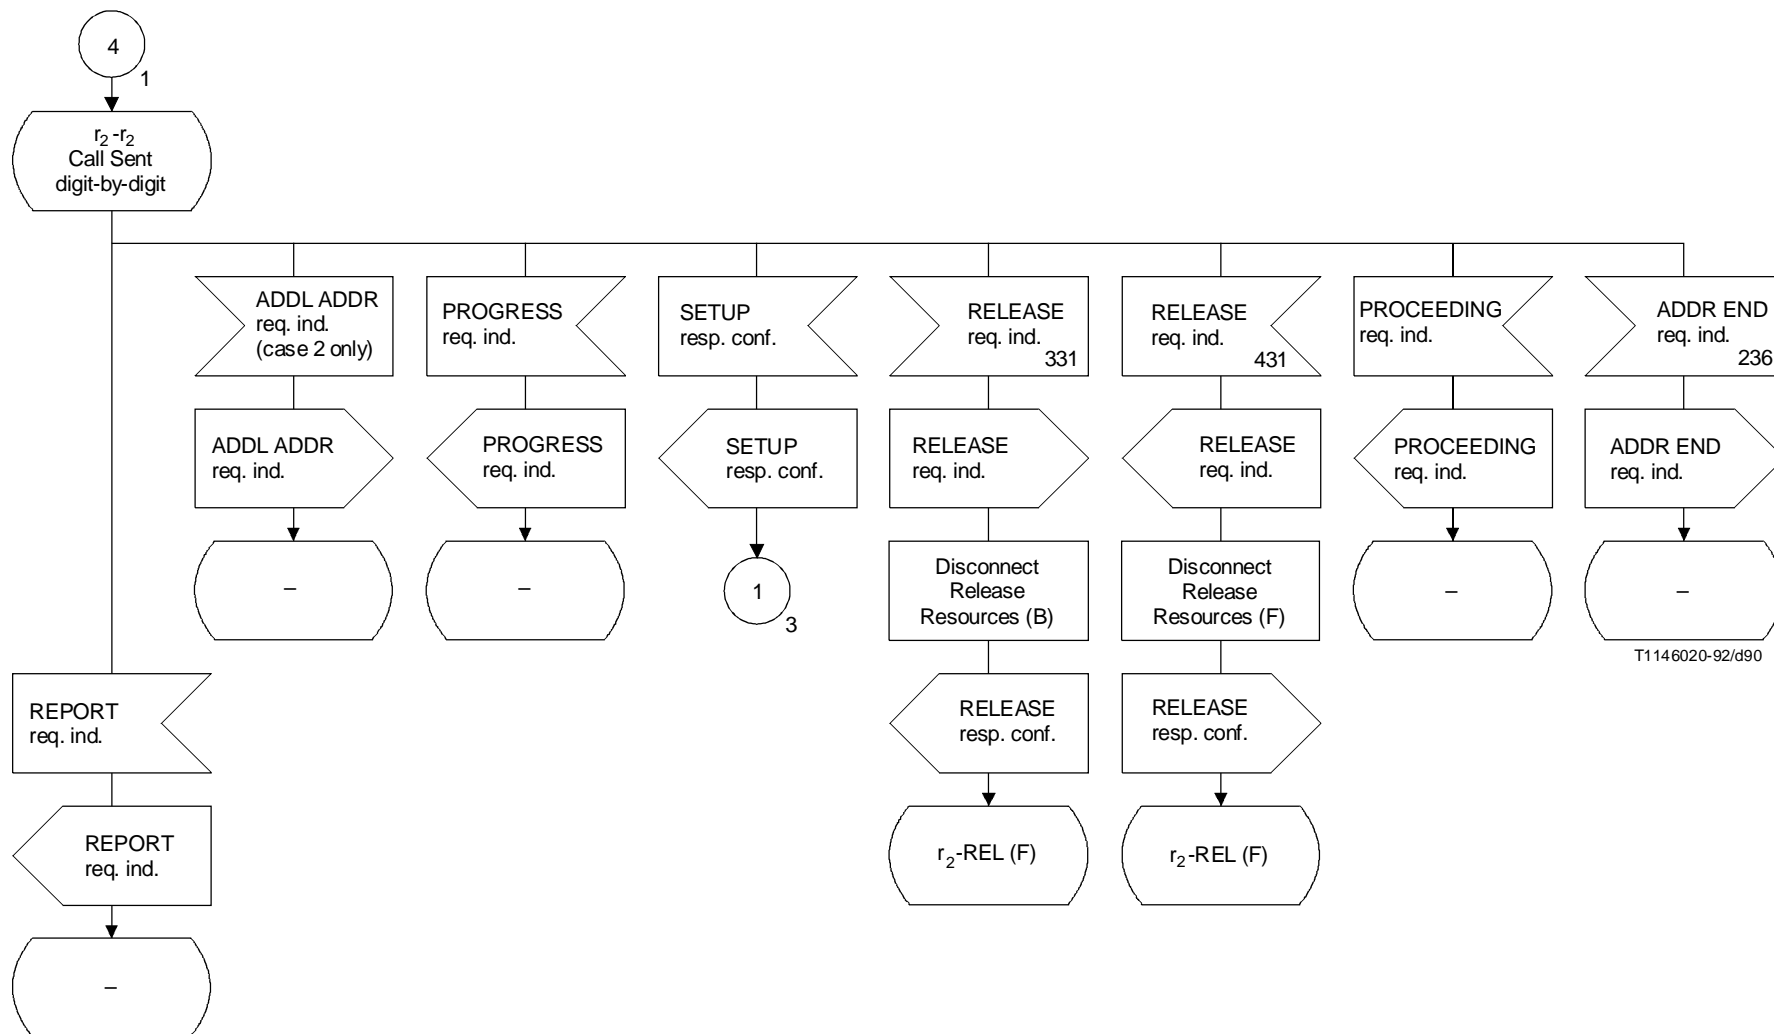 4
1
r₂-r₂
Call Sent
digit-by-digit
ADDL ADDR
req. ind.
(case 2 only)
PROGRESS
req. ind.
SETUP
resp. conf.
RELEASE
req. ind.
331
RELEASE
req. ind.
431
PROCEEDING
req. ind.
ADDR END
req. ind.
236
ADDL ADDR
req. ind.
PROGRESS
req. ind.
SETUP
resp. conf.
RELEASE
req. ind.
RELEASE
req. ind.
PROCEEDING
req. ind.
ADDR END
req. ind.
–
–
1
3
Disconnect
Release
Resources (B)
Disconnect
Release
Resources (F)
–
–
T1146020-92/d90
REPORT
req. ind.
RELEASE
resp. conf.
RELEASE
resp. conf.
REPORT
req. ind.
r₂-REL (F)
r₂-REL (F)
–